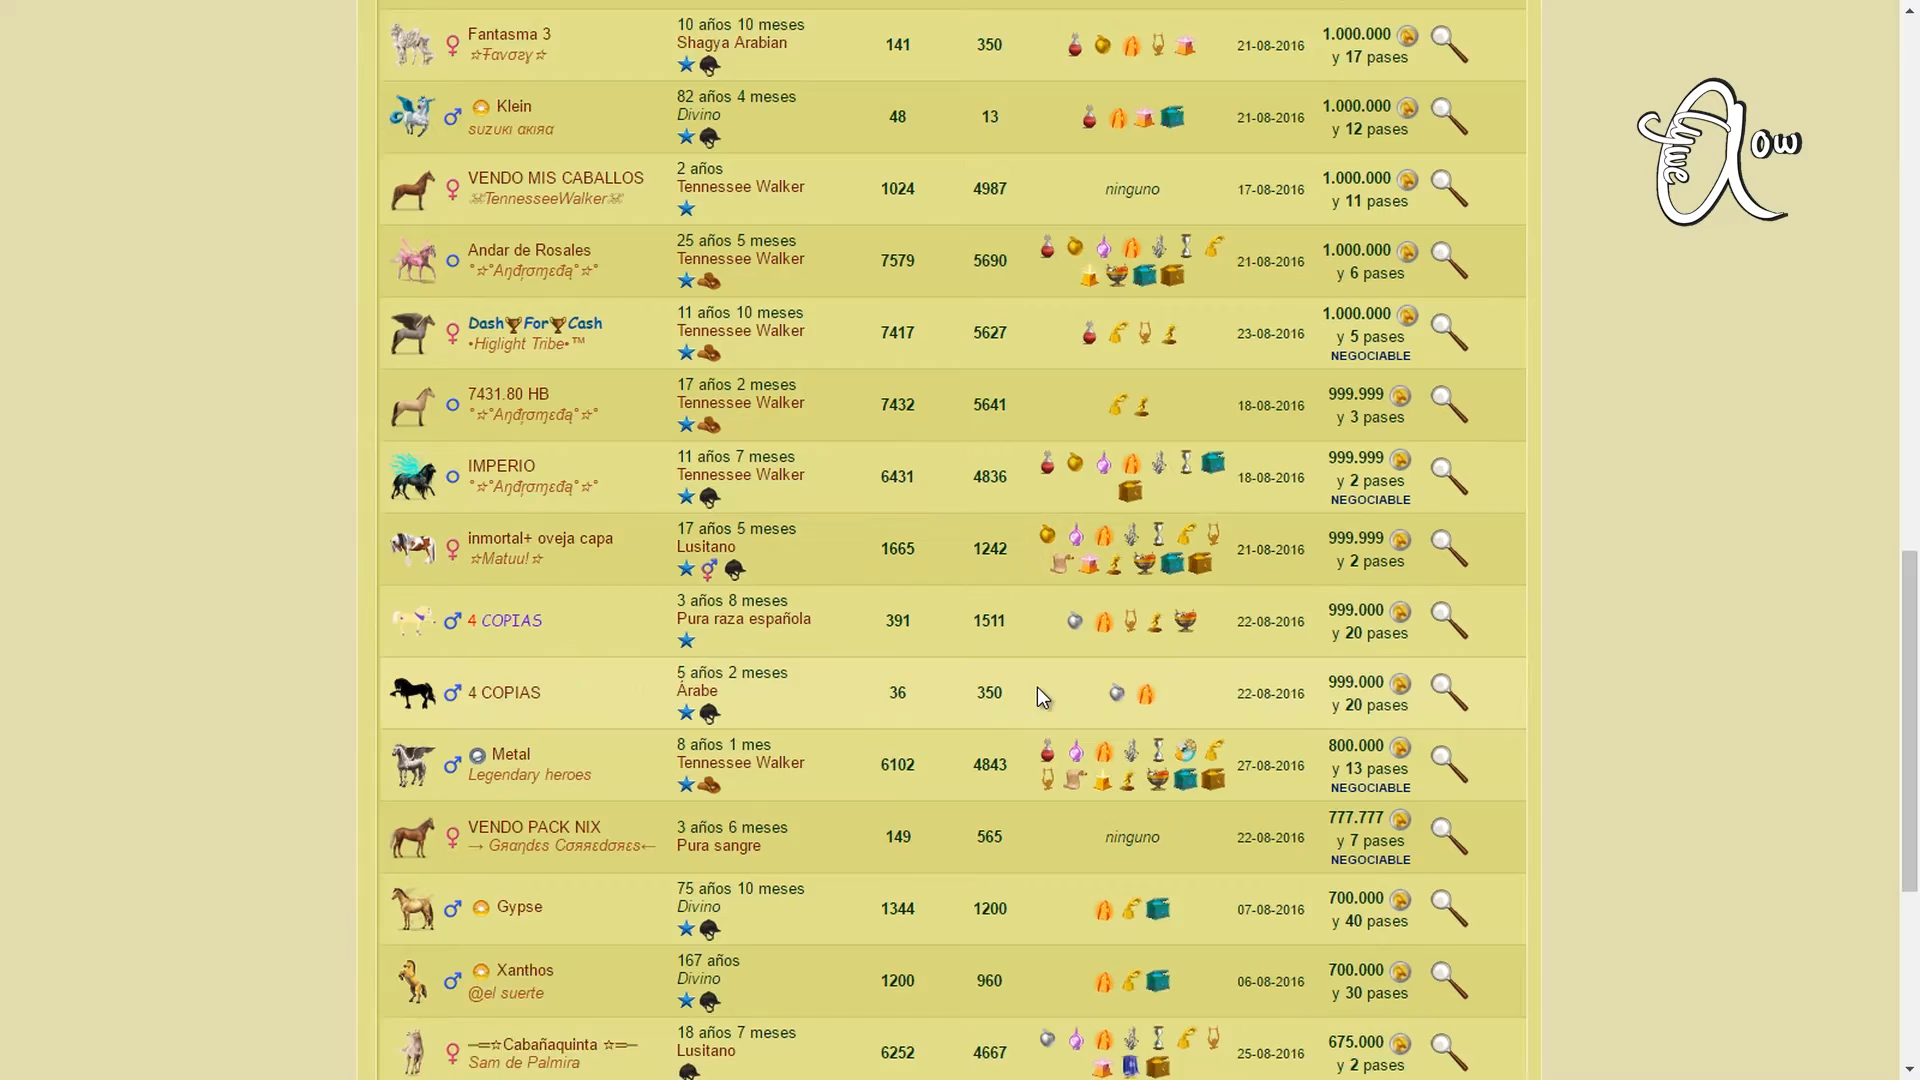 Fantasma 3
☆Ŧανσεγ☆
10 años 10 meses
Shagya Arabian
141
350
21-08-2016
1.000.000
y 17 pases
Klein
sυzυкι αкιяα
82 años 4 meses
Divino
48
13
21-08-2016
1.000.000
y 12 pases
VENDO MIS CABALLOS
☠TennesseeWalker☠
2 años
Tennessee Walker
1024
4987
ninguno
17-08-2016
1.000.000
y 11 pases
Andar de Rosales
25 años 5 meses
Tennessee Walker
7579
5690
21-08-2016
1.000.000
y 6 pases
Dash🏆For🏆Cash
•Higlight Tribe•™
11 años 10 meses
Tennessee Walker
7417
5627
23-08-2016
1.000.000
y 5 pases
NEGOCIABLE
7431.80 HB
17 años 2 meses
Tennessee Walker
7432
5641
18-08-2016
999.999
y 3 pases
IMPERIO
11 años 7 meses
Tennessee Walker
6431
4836
18-08-2016
999.999
y 2 pases
NEGOCIABLE
inmortal+ oveja capa
☆Matuu!☆
17 años 5 meses
Lusitano
1665
1242
21-08-2016
999.999
y 2 pases
4 COPIAS
3 años 8 meses
Pura raza española
391
1511
22-08-2016
999.000
y 20 pases
4 COPIAS
5 años 2 meses
Árabe
36
350
22-08-2016
999.000
y 20 pases
Metal
Legendary heroes
8 años 1 mes
Tennessee Walker
6102
4843
27-08-2016
800.000
y 13 pases
NEGOCIABLE
VENDO PACK NIX
→ Gяαηdεs Cσяяεdσяεs←
3 años 6 meses
Pura sangre
149
565
ninguno
22-08-2016
777.777
y 7 pases
NEGOCIABLE
Gypse
75 años 10 meses
Divino
1344
1200
07-08-2016
700.000
y 40 pases
Xanthos
@el suerte
167 años
Divino
1200
960
06-08-2016
700.000
y 30 pases
─═☆Cabañaquinta ☆═─
Sam de Palmira
18 años 7 meses
Lusitano
6252
4667
25-08-2016
675.000
y 2 pases